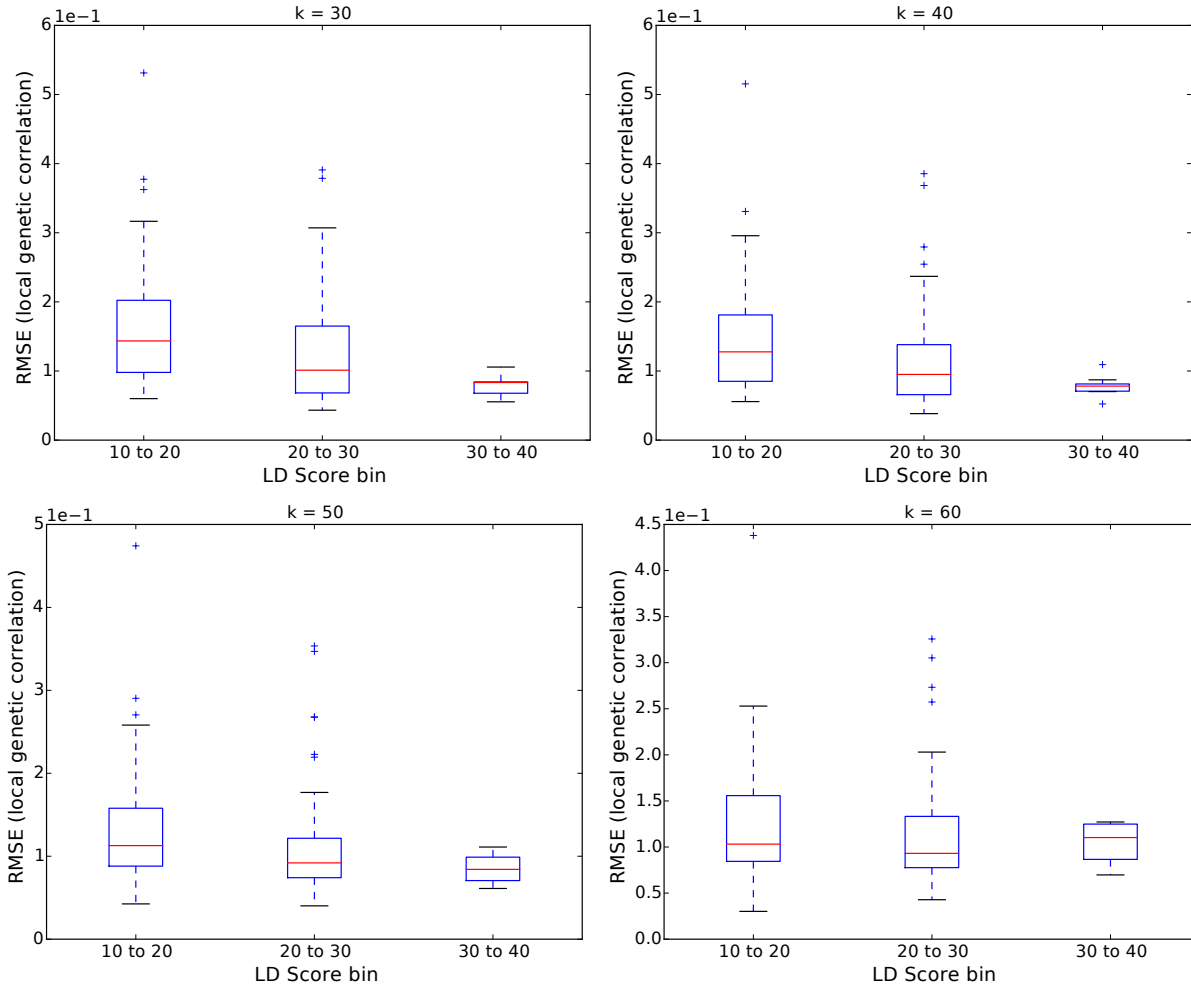 k = 30
1e−1
6
5
4
3
2
1
0
RMSE (local genetic correlation)
10 to 20
20 to 30
30 to 40
LD Score bin
k = 40
1e−1
6
5
4
3
2
1
0
RMSE (local genetic correlation)
10 to 20
20 to 30
30 to 40
LD Score bin
k = 50
1e−1
5
4
3
2
1
0
RMSE (local genetic correlation)
10 to 20
20 to 30
30 to 40
LD Score bin
k = 60
1e−1
4.5
4.0
3.5
3.0
2.5
2.0
1.5
1.0
0.5
0.0
RMSE (local genetic correlation)
10 to 20
20 to 30
30 to 40
LD Score bin